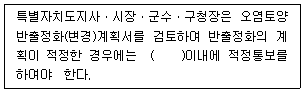 특별자치도지사·시장·군수·구청장은 오염토양
반출정화(변경)계획서를 검토하여 반출정화의 계
획이 적정한 경우에는 (    )이내에 적정통보를
하여야 한다.